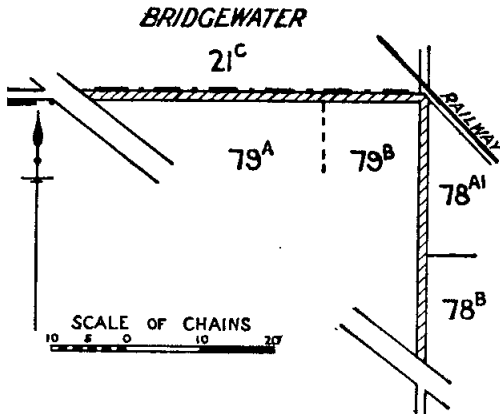 BRIDGEWATER
21C
RAILWAY
79A 79B
78A1
78B
SCALE OF CHAINS
10 5 0 10 20